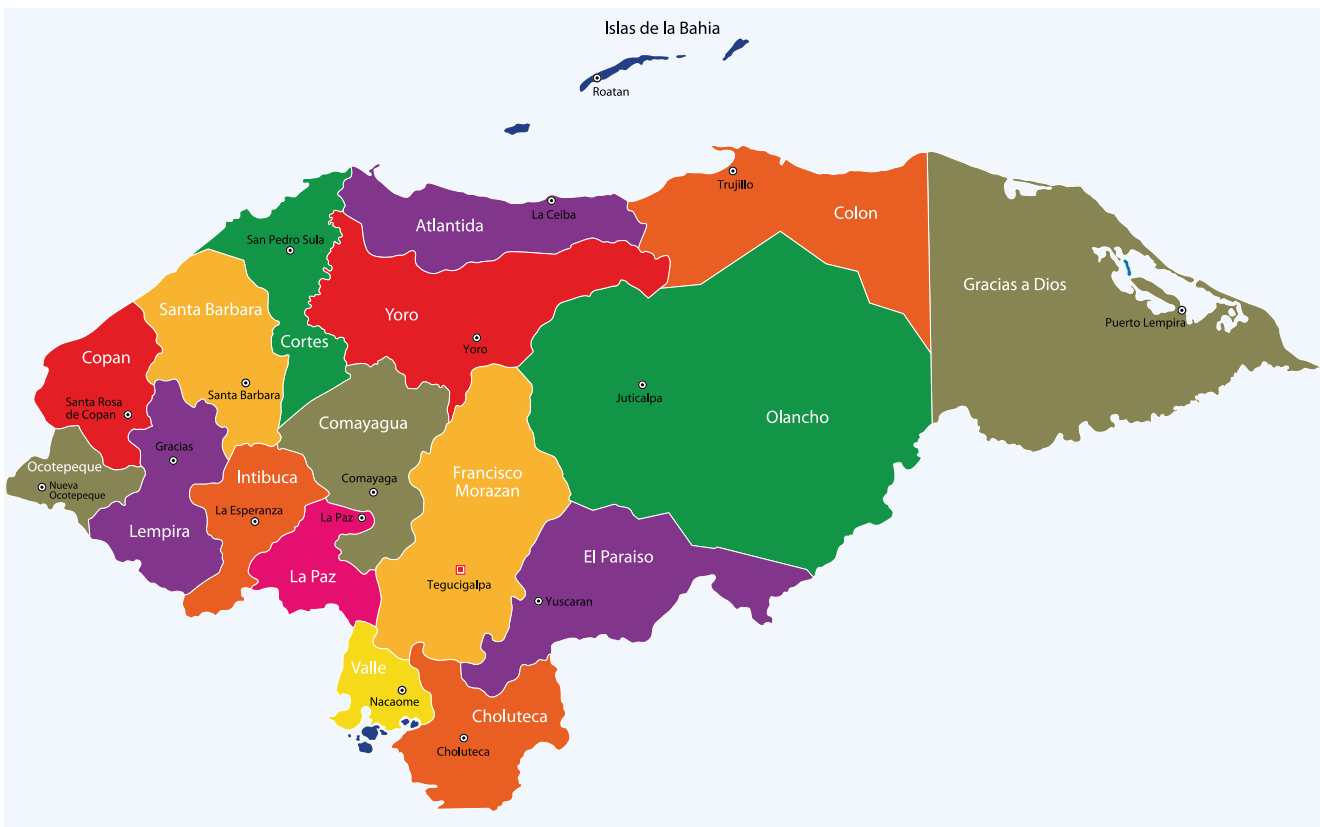 Islas de la Bahia
Roatan
Trujillo
La Ceiba
Atlantida
Colon
San Pedro Sula
Gracias a Dios
Santa Barbara
Yoro
Puerto Lempira
Cortes
Yoro
Copan
Santa Barbara
Juticalpa
Santa Rosa
de Copan
Olancho
Comayagua
Gracias
Ocotepeque
Nueva
Ocotepeque
Intibuca
Comayaga
Francisco
Morazan
La Esperanza
La Paz
Lempira
El Paraiso
La Paz
Tegucigalpa
Yuscaran
Valle
Nacaome
Choluteca
Choluteca